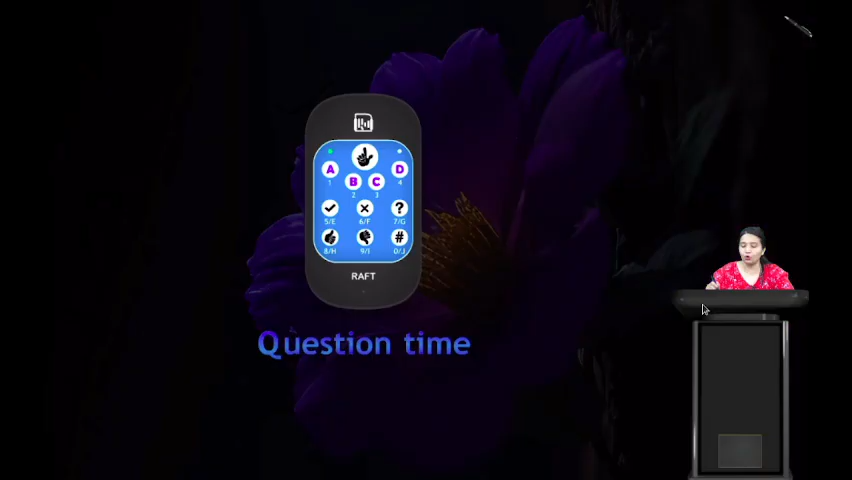 A
D
1
B
C
4
2
3
?
5/E
6/F
7/G
#
8/H
9/I
0/J
RAFT
Question time